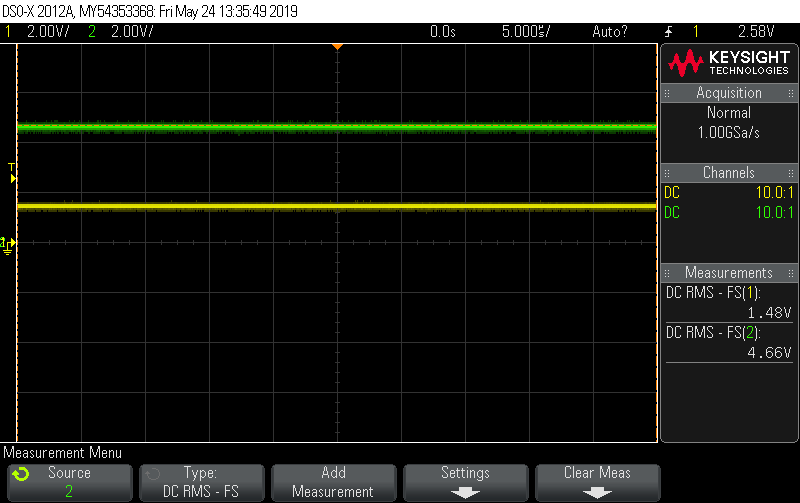 DSO-X 2012A, MY54353368: Fri May 24 13:35:49 2019
1 2.00V/ 2 2.00V/ 0.0s 5.000s/ Auto? 1 2.58V
KEYSIGHT
TECHNOLOGIES
Acquisition
Normal
1.00GSa/s
Channels
DC 10.0:1
DC 10.0:1
Measurements
DC RMS - FS(1):
1.48V
DC RMS - FS(2):
4.66V
T
2
Measurement Menu
Source
2
Type:
DC RMS - FS
Add
Measurement
Settings
Clear Meas